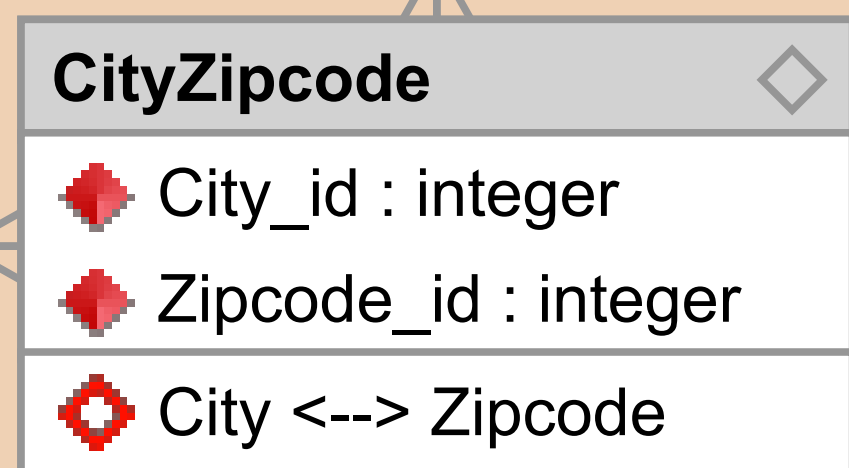 CityZipcode
City_id : integer
Zipcode_id : integer
City <--> Zipcode